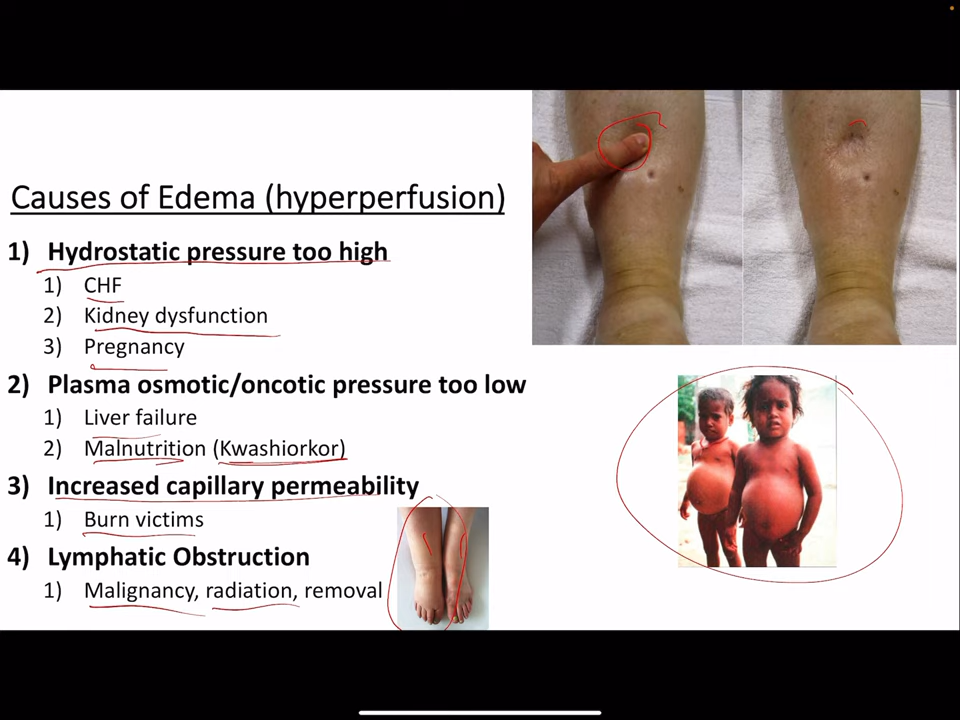 Causes of Edema (hyperperfusion)
1) Hydrostatic pressure too high
1) CHF
2) Kidney dysfunction
3) Pregnancy
2) Plasma osmotic/oncotic pressure too low
1) Liver failure
2) Malnutrition (Kwashiorkor)
3) Increased capillary permeability
1) Burn victims
4) Lymphatic Obstruction
1) Malignancy, radiation, removal